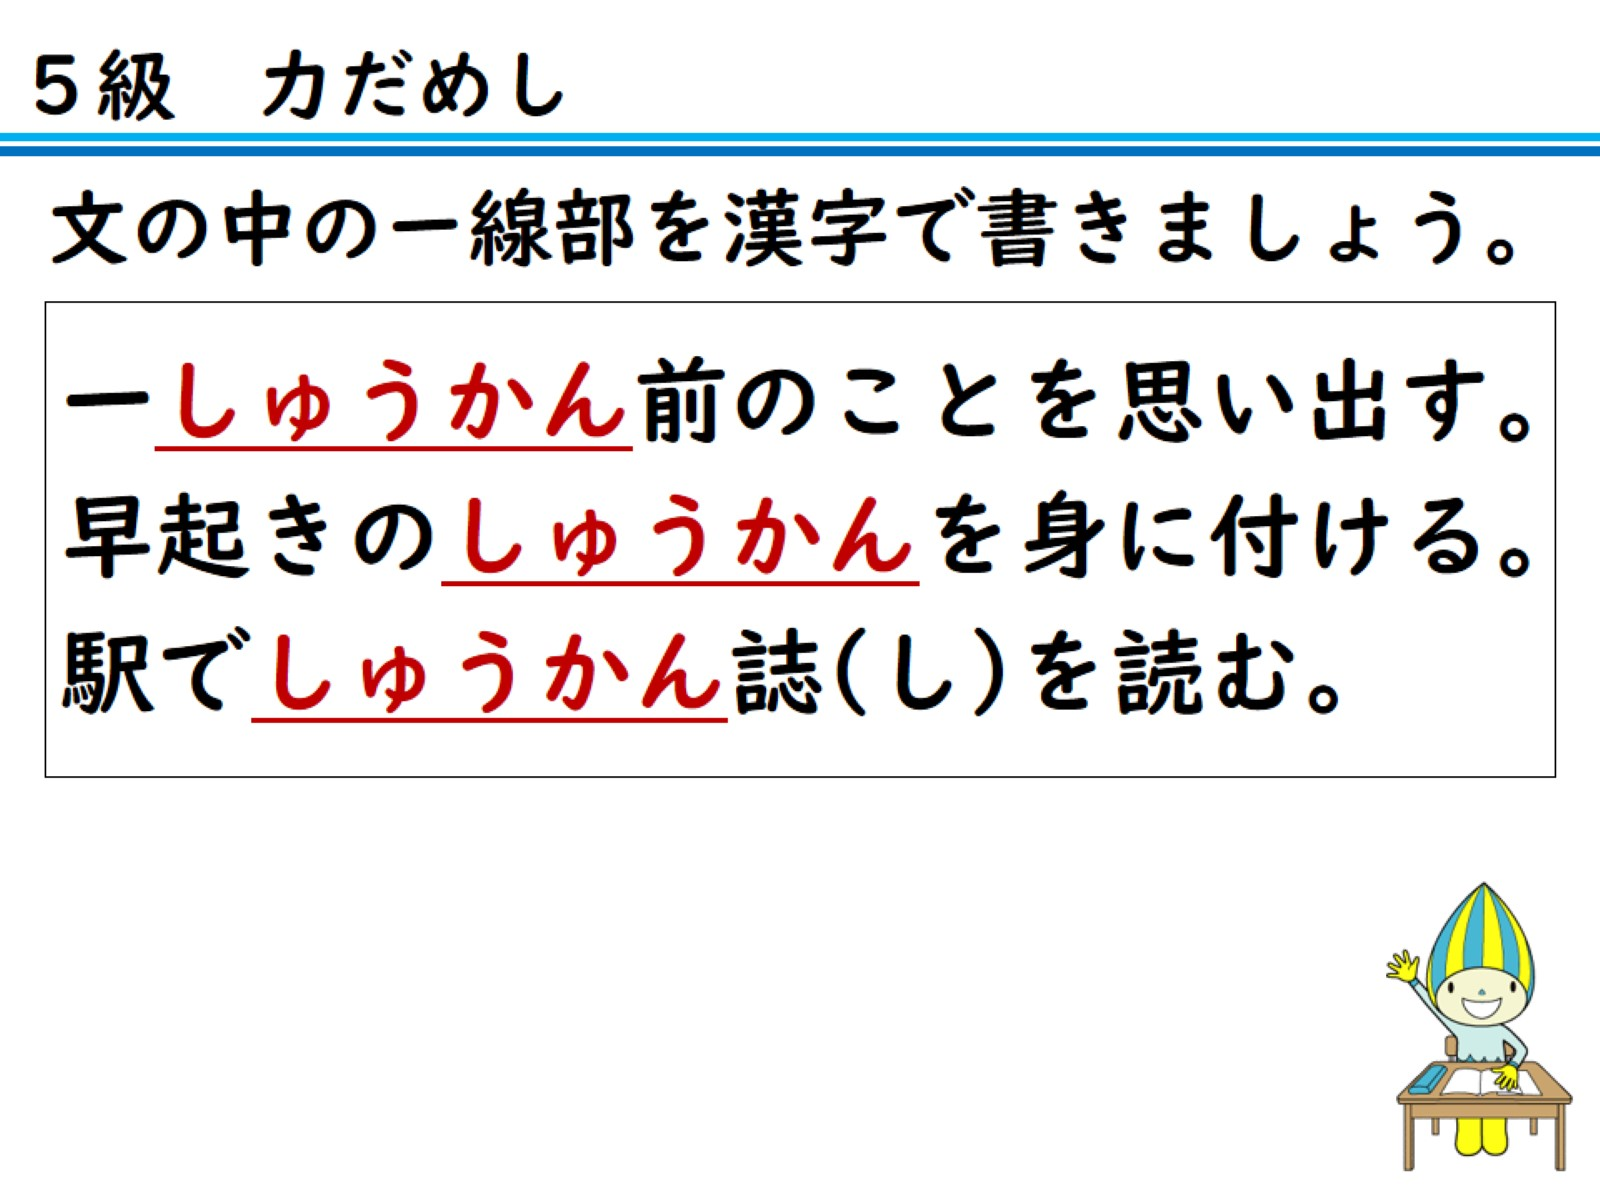 ５級　力だめし
文の中の一線部を漢字で書きましょう。
一しゅうかん前のことを思い出す。
早起きのしゅうかんを身に付ける。
駅でしゅうかん誌(し)を読む。